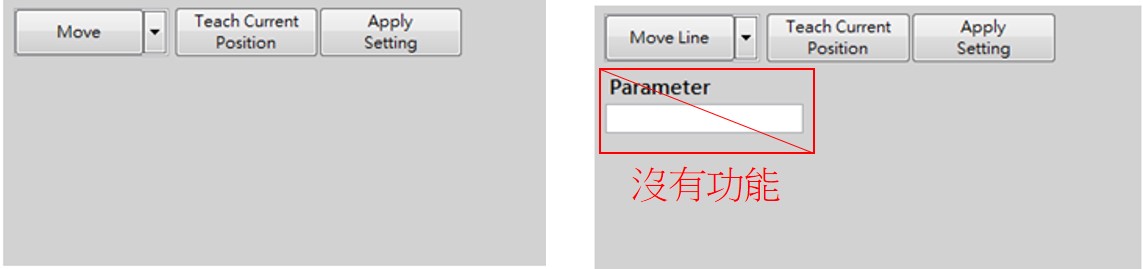 Move
Teach Current
Position
Apply
Setting
Move Line
Teach Current
Position
Apply
Setting
Parameter
沒有功能